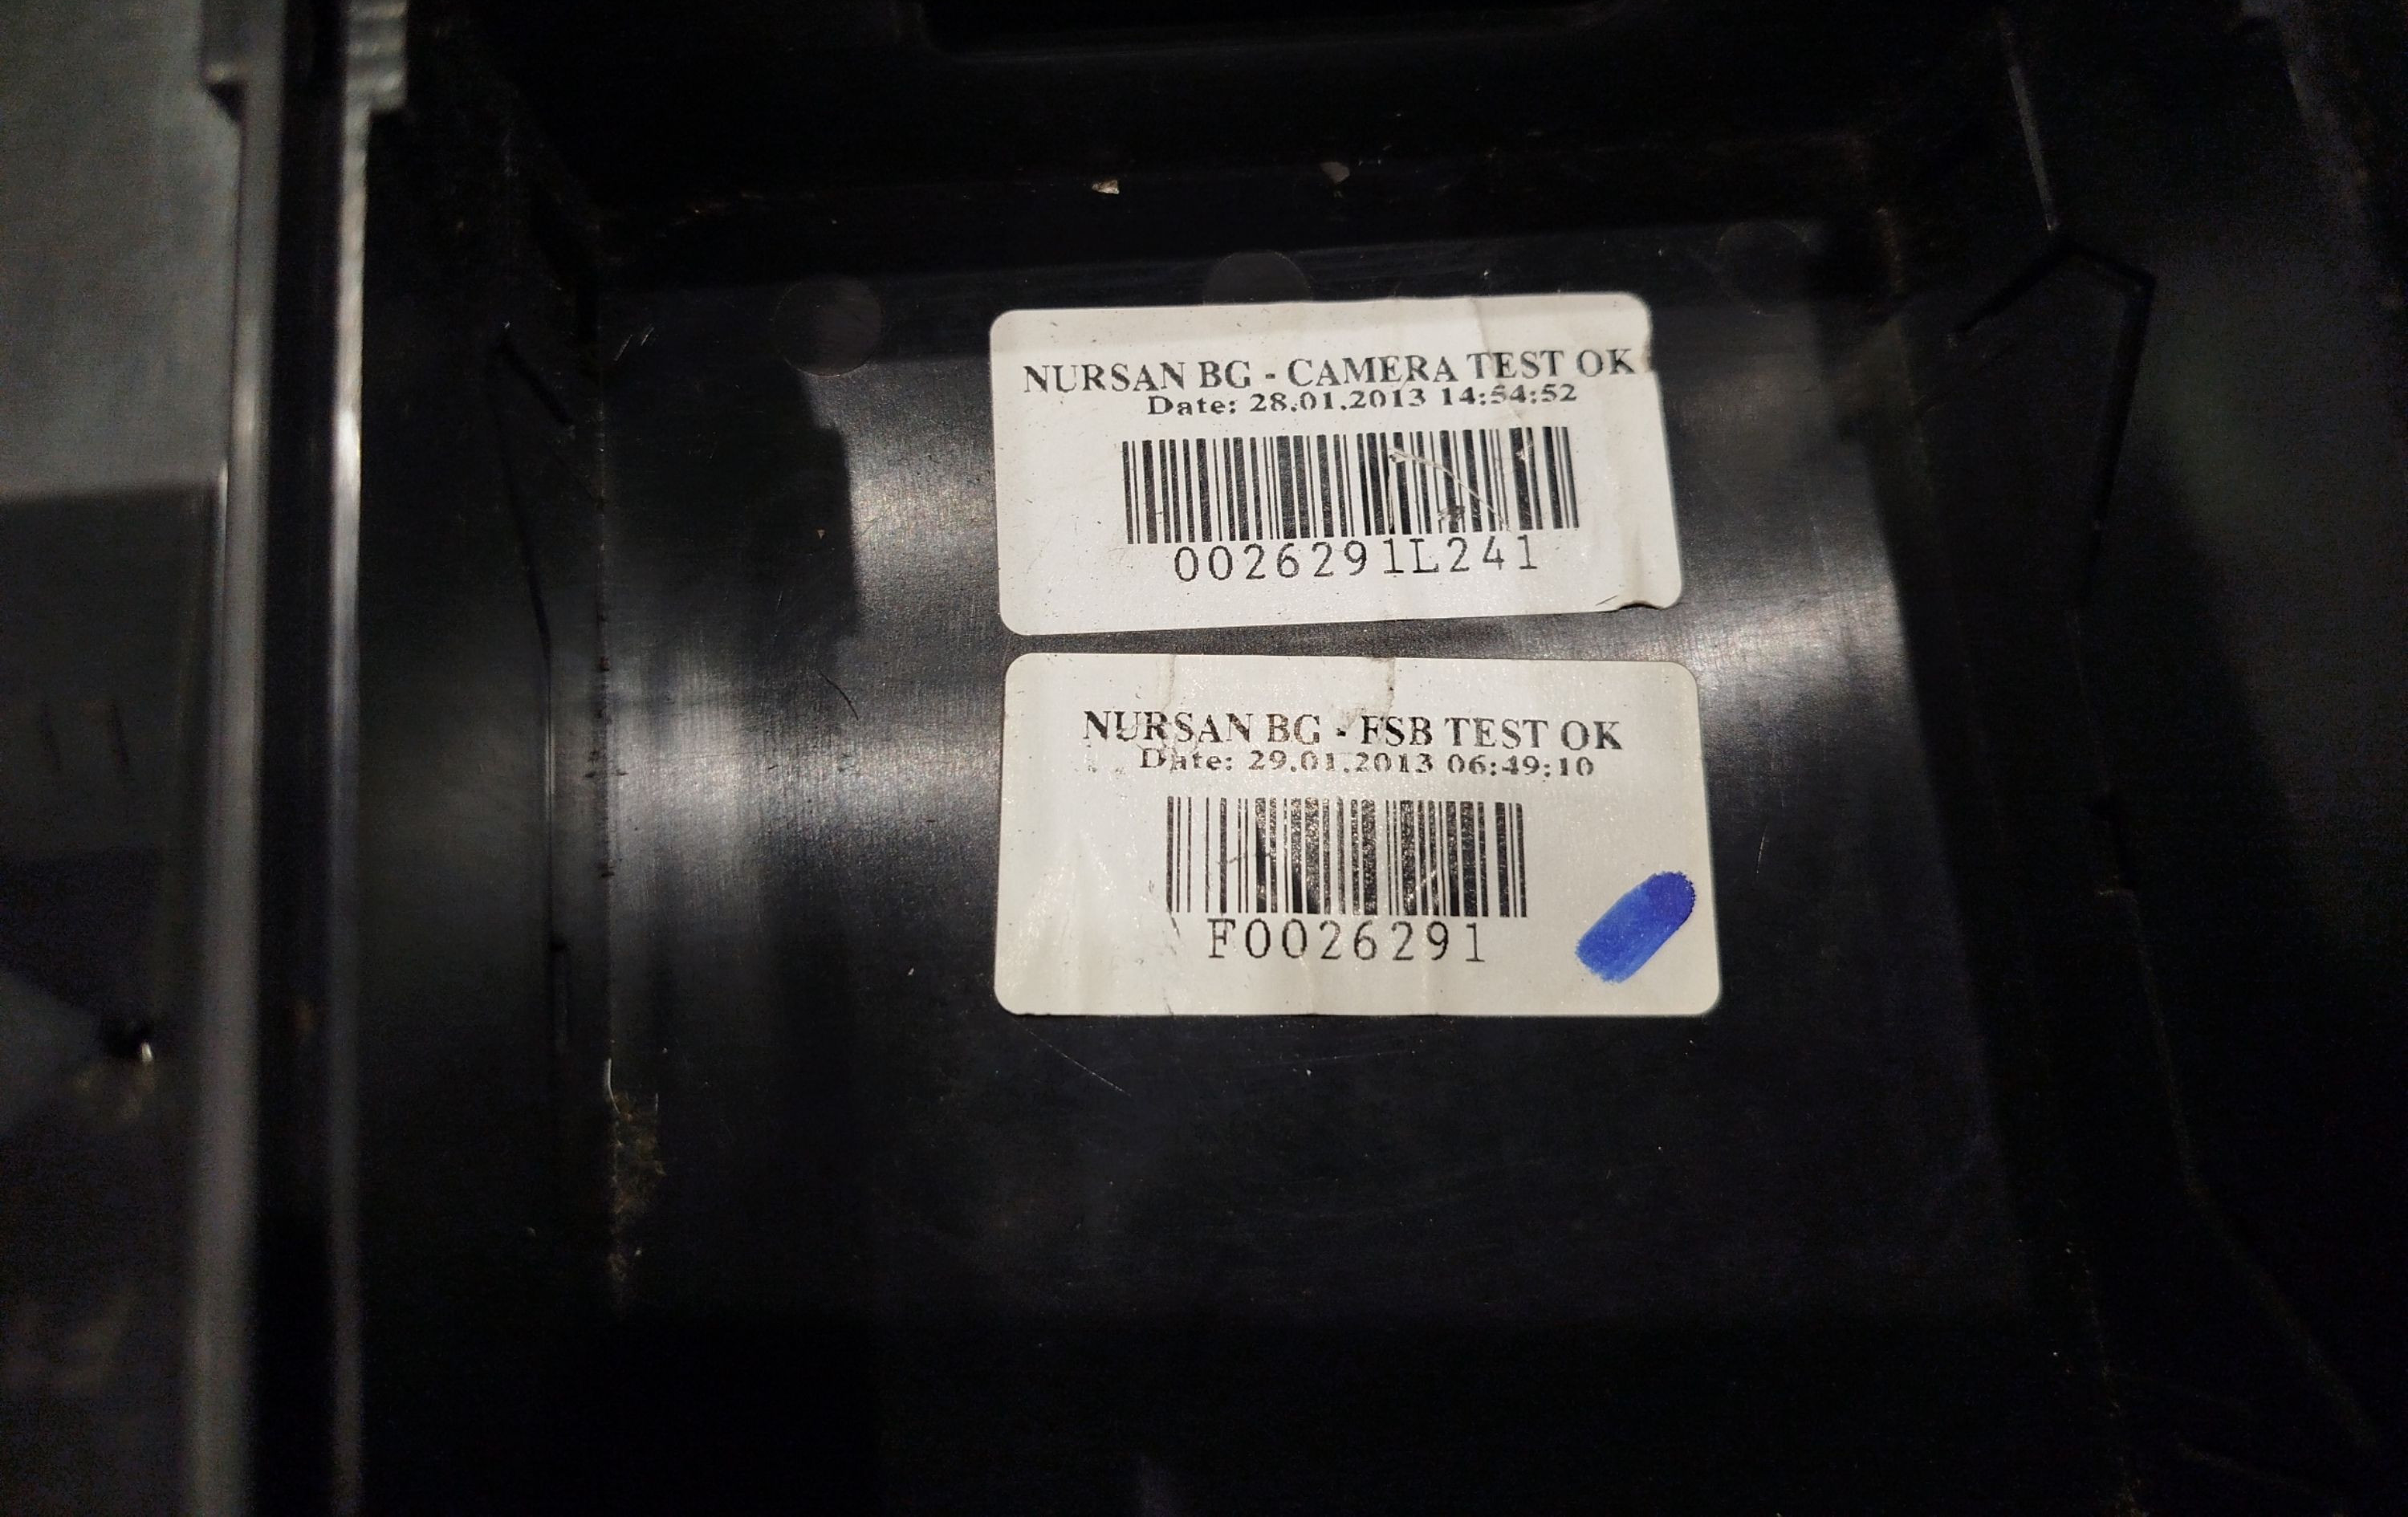 NURSAN BG - CAMERA TEST OK
Date: 28.01.2013 14:54:52
0026291L241
NURSAN BG - FSB TEST OK
Date: 29.01.2013 06:49:10
F0026291